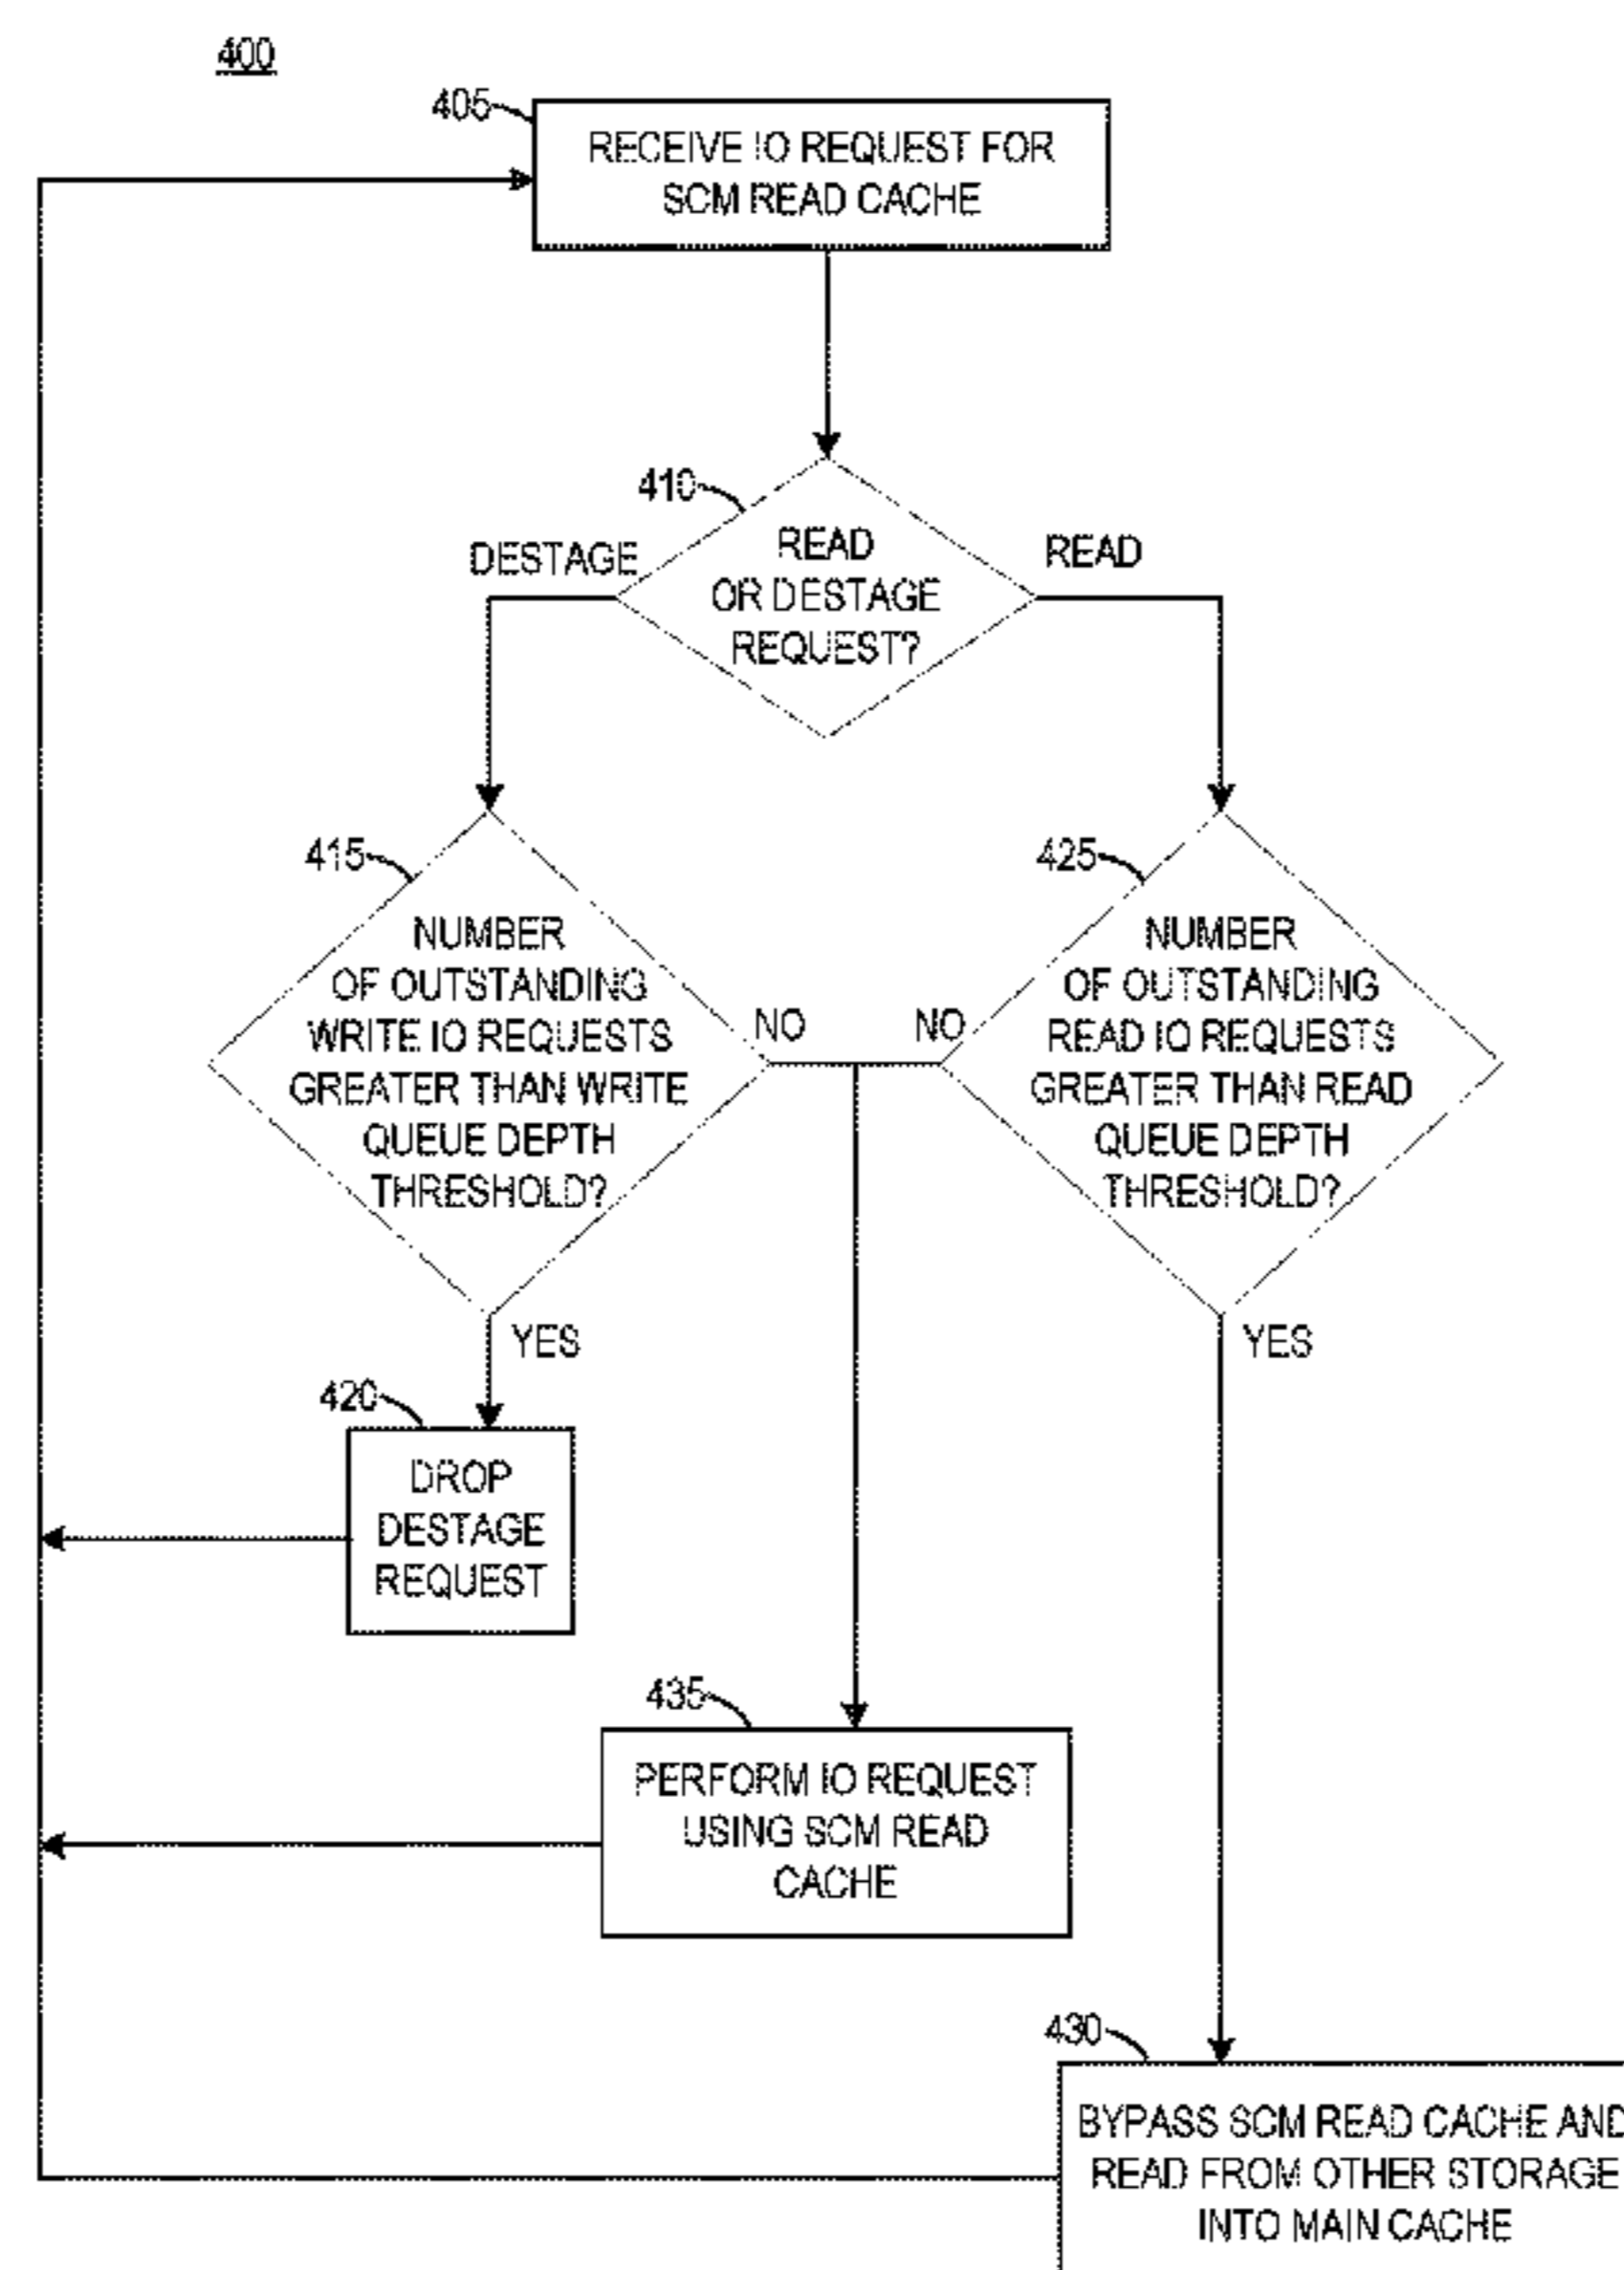 400
405
RECEIVE IO REQUEST FOR
SCM READ CACHE
410
DESTAGE
READ
OR DESTAGE
REQUEST?
READ
415
NUMBER
OF OUTSTANDING
WRITE IO REQUESTS
GREATER THAN WRITE
QUEUE DEPTH
THRESHOLD?
NO
YES
425
NUMBER
OF OUTSTANDING
READ IO REQUESTS
GREATER THAN READ
QUEUE DEPTH
THRESHOLD?
NO
YES
420
DROP
DESTAGE
REQUEST
435
PERFORM IO REQUEST
USING SCM READ
CACHE
430
BYPASS SCM READ CACHE AND
READ FROM OTHER STORAGE
INTO MAIN CACHE